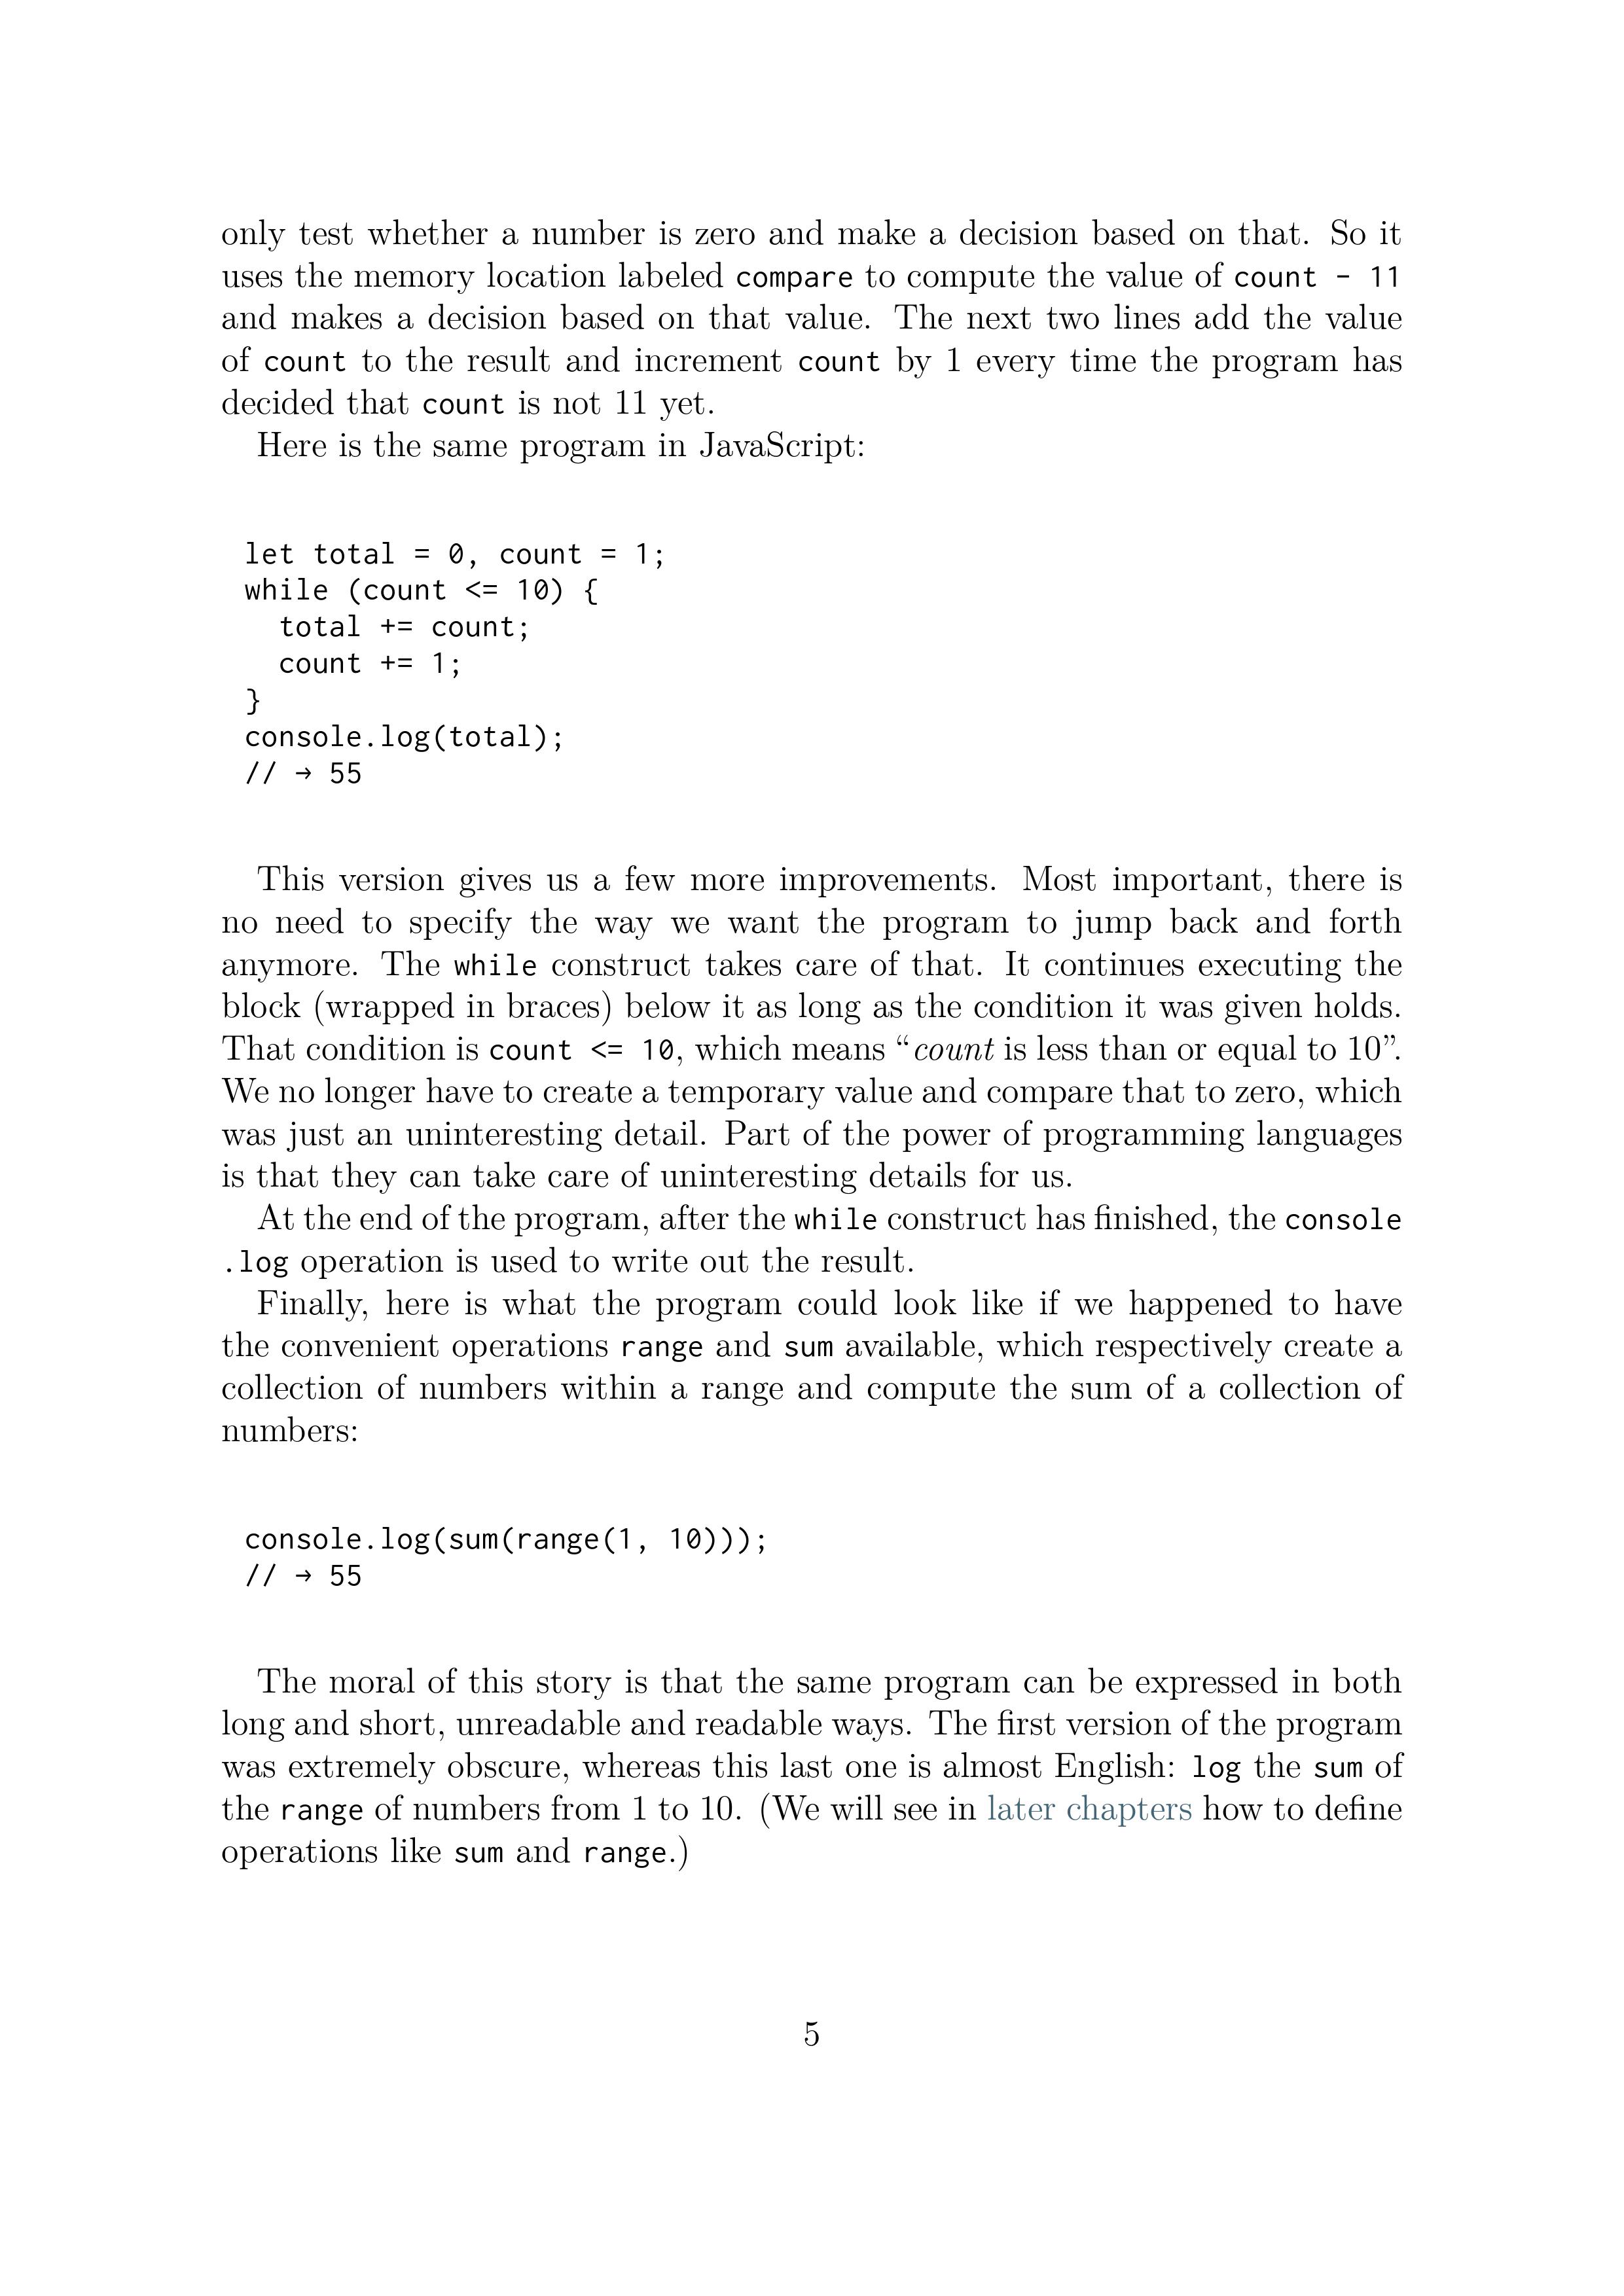 only test whether a number is zero and make a decision based on that. So it
uses the memory location labeled compare to compute the value of count - 11
and makes a decision based on that value. The next two lines add the value
of count to the result and increment count by 1 every time the program has
decided that count is not 11 yet.
Here is the same program in JavaScript:
let total = 0, count = 1;
while (count <= 10) {
  total += count;
  count += 1;
}
console.log(total);
// → 55
This version gives us a few more improvements. Most important, there is
no need to specify the way we want the program to jump back and forth
anymore. The while construct takes care of that. It continues executing the
block (wrapped in braces) below it as long as the condition it was given holds.
That condition is count <= 10, which means “count is less than or equal to 10”.
We no longer have to create a temporary value and compare that to zero, which
was just an uninteresting detail. Part of the power of programming languages
is that they can take care of uninteresting details for us.
At the end of the program, after the while construct has finished, the console
.log operation is used to write out the result.
Finally, here is what the program could look like if we happened to have
the convenient operations range and sum available, which respectively create a
collection of numbers within a range and compute the sum of a collection of
numbers:
console.log(sum(range(1, 10)));
// → 55
The moral of this story is that the same program can be expressed in both
long and short, unreadable and readable ways. The first version of the program
was extremely obscure, whereas this last one is almost English: log the sum of
the range of numbers from 1 to 10. (We will see in later chapters how to define
operations like sum and range.)
5